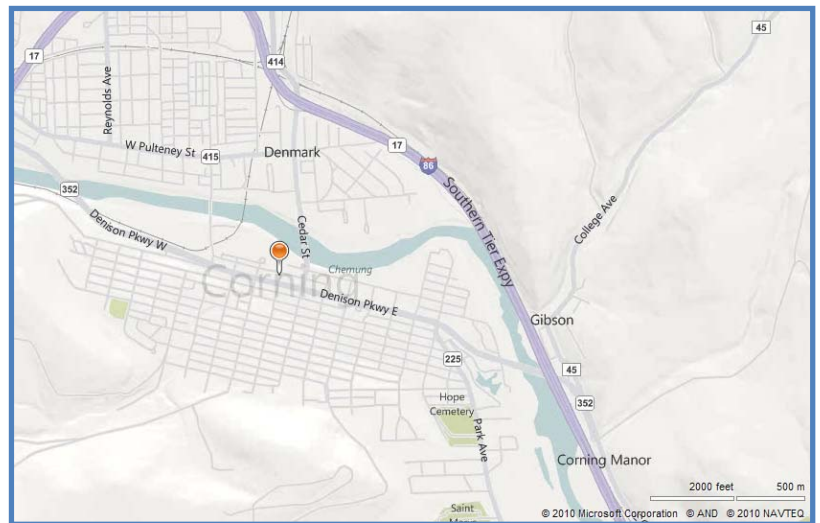 45
17
414
Reynolds Ave
W Pulteney St
415
Denmark
17
86
Southern Tier Expy
352
Denison Pkwy W
Cedar St
College Ave
Chemung
Corning
Denison Pkwy E
Gibson
225
45
352
Hope
Cemetery
Park Ave
Corning Manor
2000 feet
500 m
Saint
© 2010 Microsoft Corporation © AND © 2010 NAVTEQ